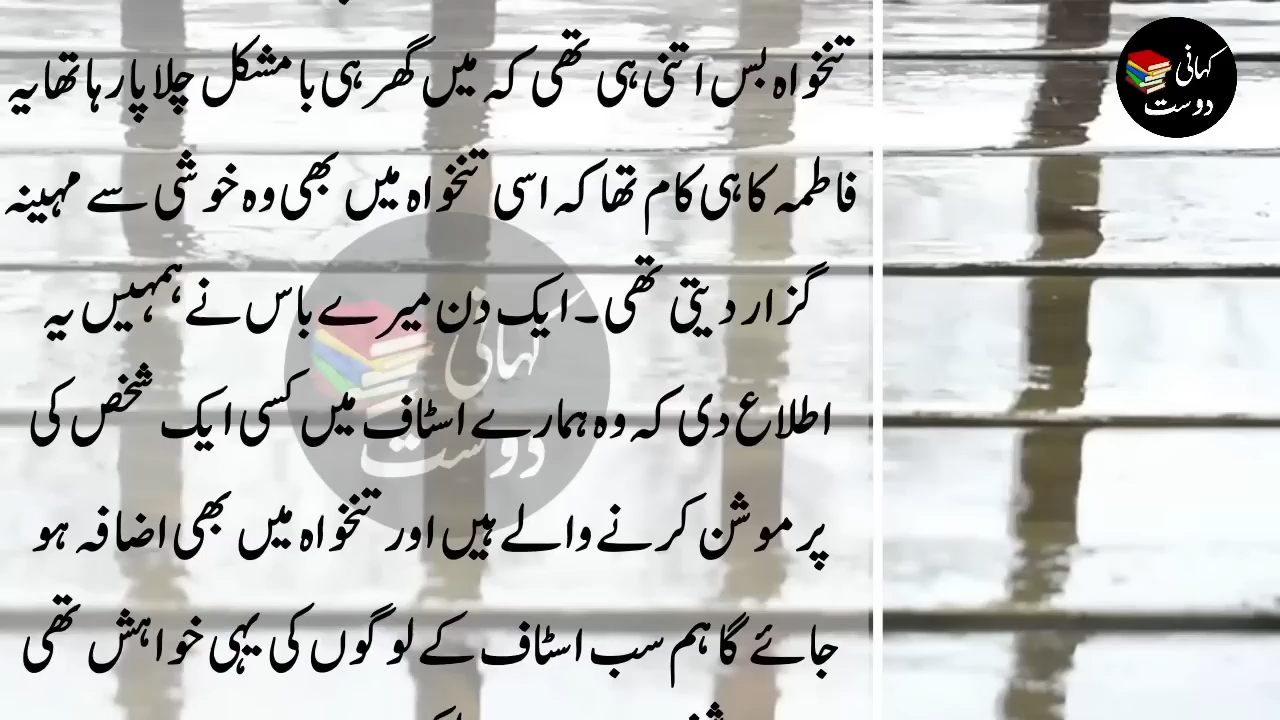 تنخواہ بس اتنی ہی تھی کہ میں گھر ہی بامشکل چلا پا رہا تھا یہ
فاطمہ کا ہی کام تھا کہ اسی تنخواہ میں بھی وہ خوشی سے مہینہ
گزار دیتی تھی۔ ایک دن میرے باس نے ہمہیں یہ
اطلاع دی کہ وہ ہمارے اسٹاف میں کسی ایک شخص کی
پرموشن کرنے والے ہیں اور تنخواہ میں بھی اضافہ ہو
جائے گا ہم سب اسٹاف کے لوگوں کی یہی خواہش تھی
کہانی
دوست
کہانی
دوست